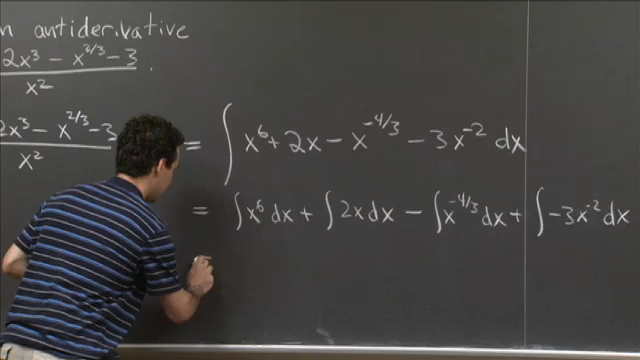 n antiderivative
2x³ − x^{2/3} − 3
x² .
2x³ − x^{2/3} − 3
x² = ∫ x⁶ + 2x − x^{-4/3} − 3x^{-2} dx
= ∫ x⁶ dx + ∫ 2x dx − ∫ x^{-4/3} dx + ∫ −3x^{-2} dx